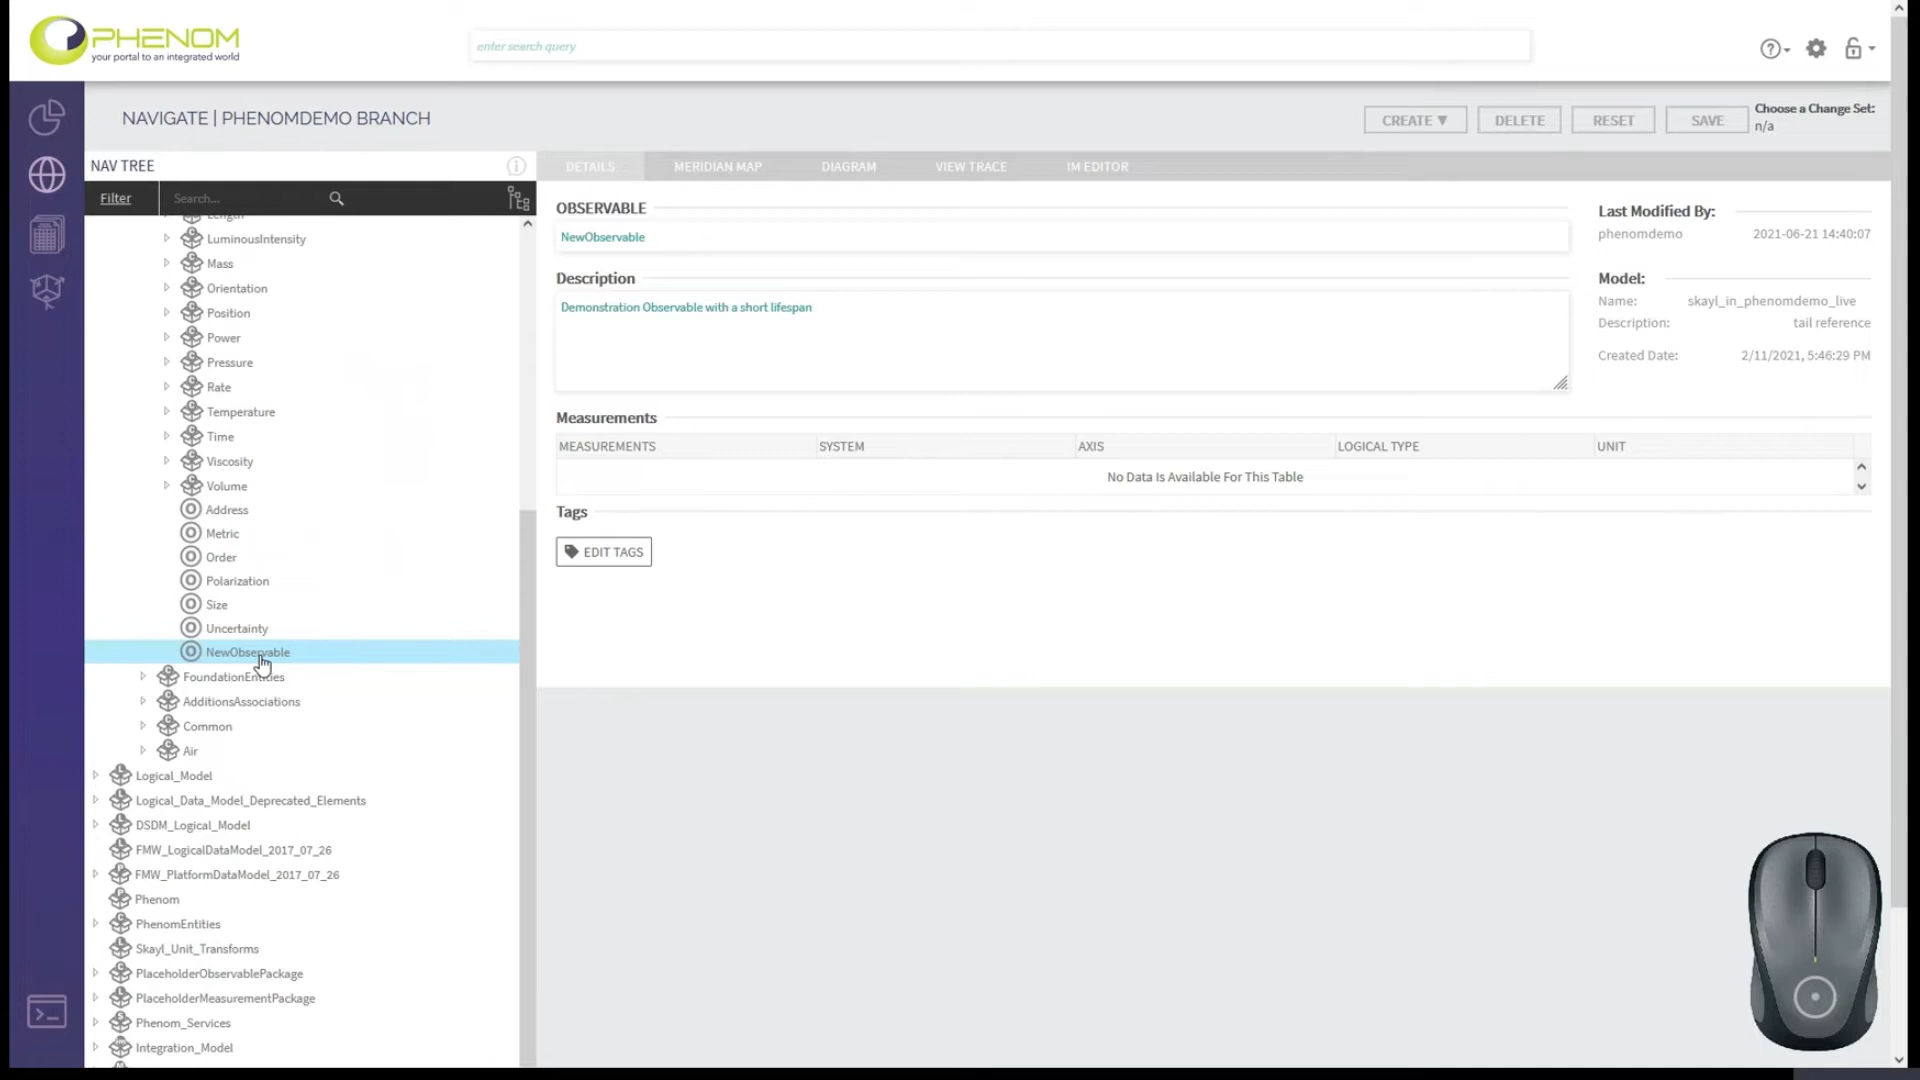 PHENOM
your portal to an integrated world
enter search query
NAVIGATE | PHENOMDEMO BRANCH
CREATE ▼
DELETE
RESET
SAVE
Choose a Change Set:
n/a
NAV TREE
DETAILS
MERIDIAN MAP
DIAGRAM
VIEW TRACE
IM EDITOR
Filter
Search...
Length
LuminousIntensity
Mass
Orientation
Position
Power
Pressure
Rate
Temperature
Time
Viscosity
Volume
Address
Metric
Order
Polarization
Size
Uncertainty
NewObservable
FoundationEntities
AdditionsAssociations
Common
Air
Logical_Model
Logical_Data_Model_Deprecated_Elements
DSDM_Logical_Model
FMW_LogicalDataModel_2017_07_26
FMW_PlatformDataModel_2017_07_26
Phenom
PhenomEntities
Skayl_Unit_Transforms
PlaceholderObservablePackage
PlaceholderMeasurementPackage
Phenom_Services
Integration_Model
OBSERVABLE
NewObservable
Description
Demonstration Observable with a short lifespan
Measurements
MEASUREMENTS
SYSTEM
AXIS
LOGICAL TYPE
UNIT
No Data Is Available For This Table
Tags
EDIT TAGS
Last Modified By:
phenomdemo 2021-06-21 14:40:07
Model:
Name: skayl_in_phenomdemo_live
Description: tail reference
Created Date: 2/11/2021, 5:46:29 PM